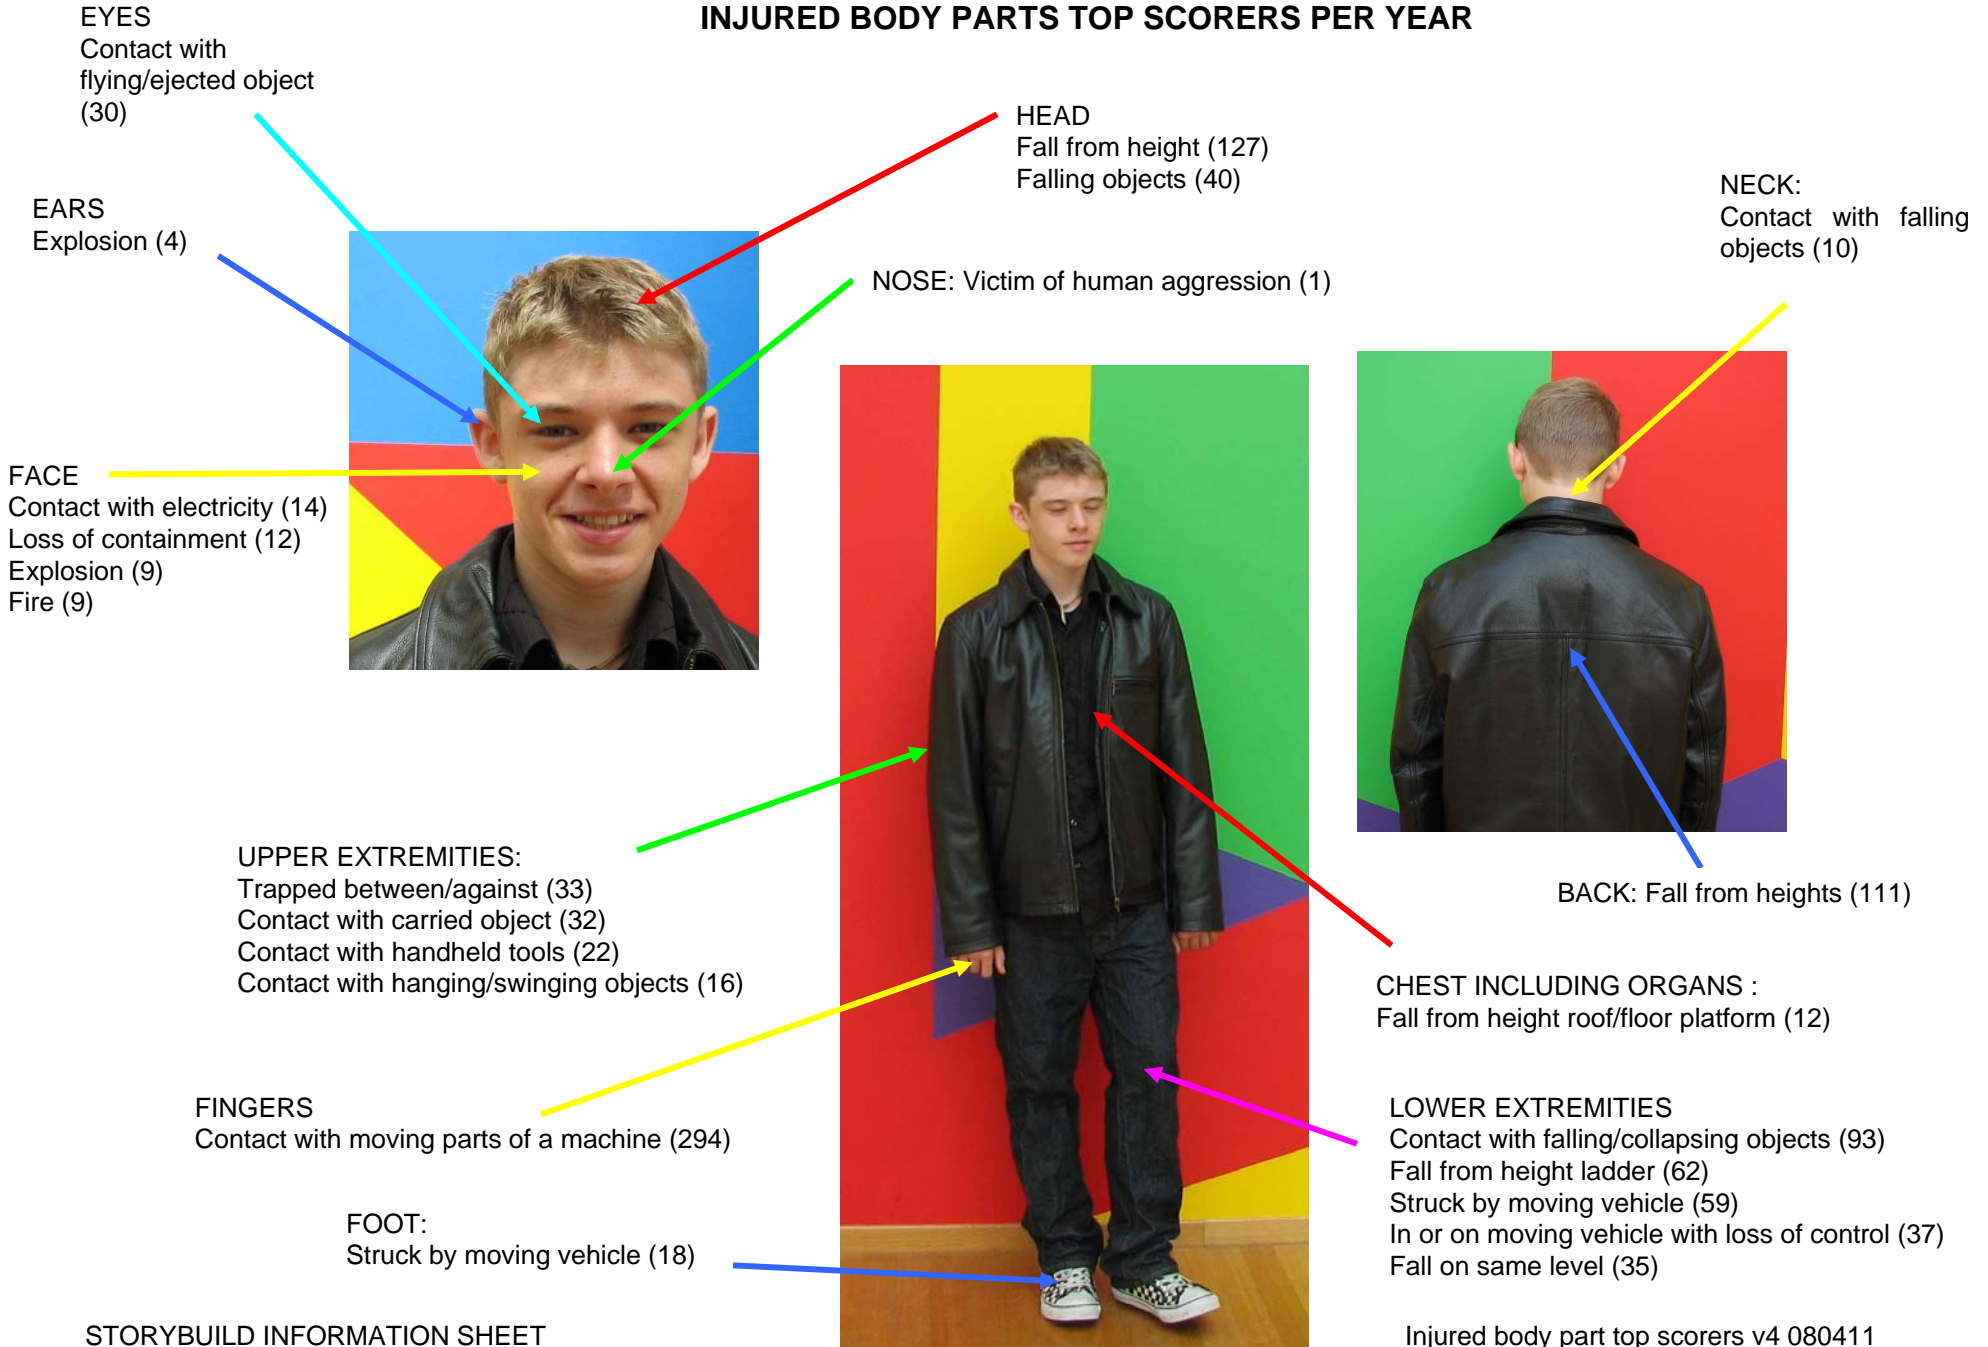 INJURED BODY PARTS TOP SCORERS PER YEAR
EYES
Contact with
flying/ejected object
(30)
HEAD
Fall from height (127)
Falling objects (40)
NECK:
Contact with falling
objects (10)
EARS
Explosion (4)
NOSE: Victim of human aggression (1)
FACE
Contact with electricity (14)
Loss of containment (12)
Explosion (9)
Fire (9)
UPPER EXTREMITIES:
Trapped between/against (33)
Contact with carried object (32)
Contact with handheld tools (22)
Contact with hanging/swinging objects (16)
BACK: Fall from heights (111)
CHEST INCLUDING ORGANS :
Fall from height roof/floor platform (12)
FINGERS
Contact with moving parts of a machine (294)
LOWER EXTREMITIES
Contact with falling/collapsing objects (93)
Fall from height ladder (62)
Struck by moving vehicle (59)
In or on moving vehicle with loss of control (37)
Fall on same level (35)
FOOT:
Struck by moving vehicle (18)
STORYBUILD INFORMATION SHEET
Injured body part top scorers v4 080411